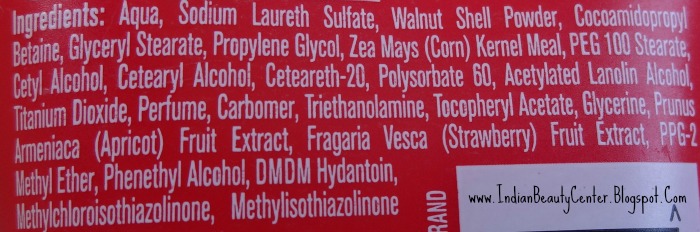 Ingredients: Aqua, Sodium Laureth Sulfate, Walnut Shell Powder, Cocoamidopropyl
Betaine, Glyceryl Stearate, Propylene Glycol, Zea Mays (Corn) Kernel Meal, PEG 100 Stearate,
Cetyl Alcohol, Cetearyl Alcohol, Ceteareth-20, Polysorbate 60, Acetylated Lanolin Alcohol
Titanium Dioxide, Perfume, Carbomer, Triethanolamine, Tocopheryl Acetate, Glycerine, Prunus
Armeniaca (Apricot) Fruit Extract, Fragaria Vesca (Strawberry) Fruit Extract, PPG-2
Methyl Ether, Phenethyl Alcohol, DMDM Hydantoin,
Methylchloroisothiazolinone, Methylisothiazolinone
RAND
www.IndianBeautyCenter.Blogspot.Com